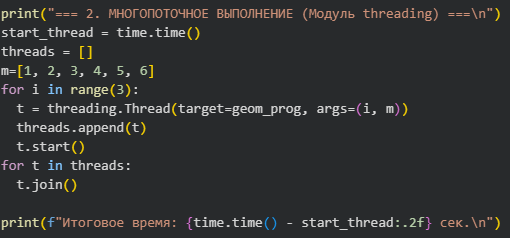 print("=== 2. МНОГОПОТОЧНОЕ ВЫПОЛНЕНИЕ (Модуль threading) ===\n")
start_thread = time.time()
threads = []
m=[1, 2, 3, 4, 5, 6]
for i in range(3):
  t = threading.Thread(target=geom_prog, args=(i, m))
  threads.append(t)
  t.start()
for t in threads:
  t.join()

print(f"Итоговое время: {time.time() - start_thread:.2f} сек.\n")